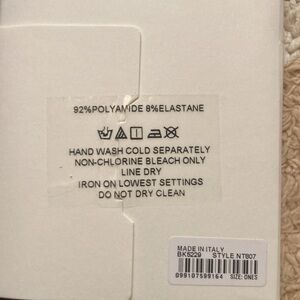 92%POLYAMIDE 8%ELASTANE
HAND WASH COLD SEPARATELY
NON-CHLORINE BLEACH ONLY
LINE DRY
IRON ON LOWEST SETTINGS
DO NOT DRY CLEAN
MADE IN ITALY
BK5229 STYLE NT807
099107599164 SIZE: ONES